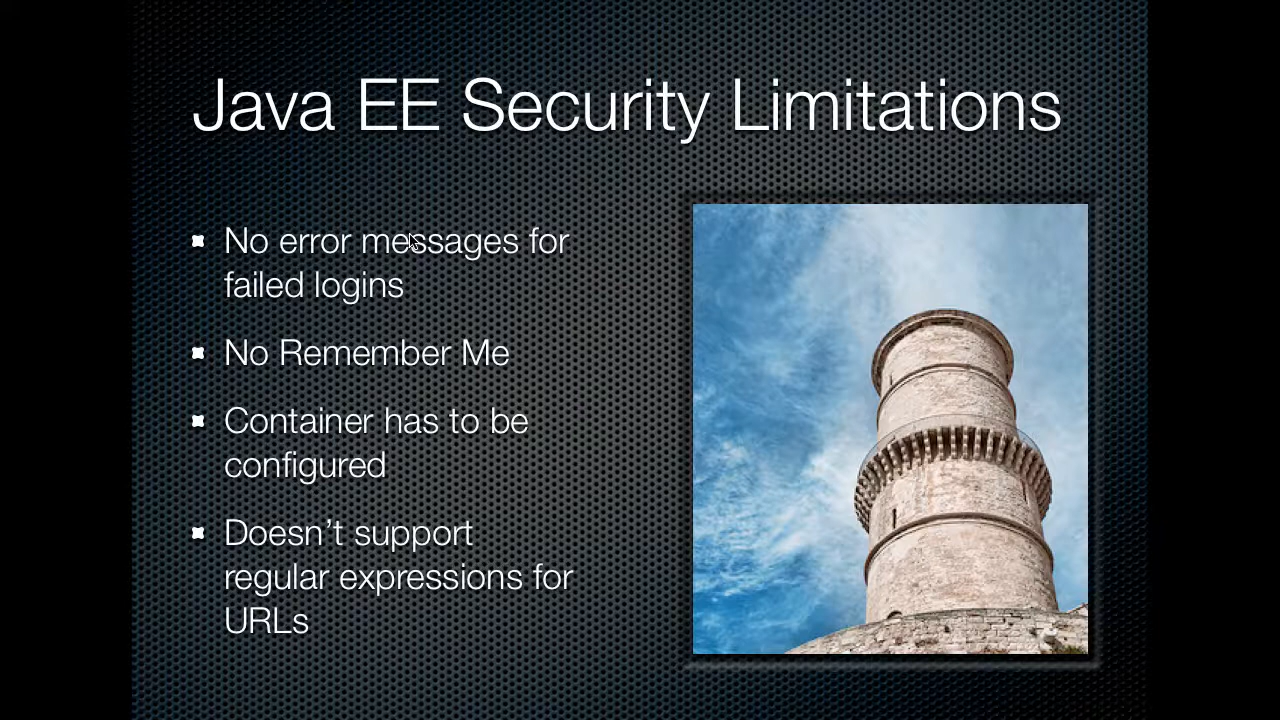 Java EE Security Limitations
No error messages for
failed logins
No Remember Me
Container has to be
configured
Doesn’t support
regular expressions for
URLs